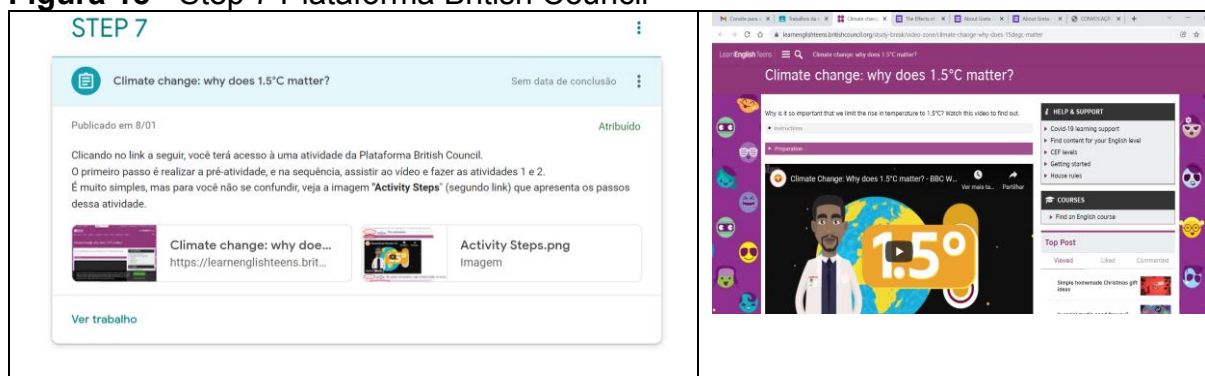 Step 7 Plataforma British Council
STEP 7
Climate change: why does 1.5°C matter?
Sem data de conclusão
Publicado em 8/01
Atribuído
Clicando no link a seguir, você terá acesso à uma atividade da Plataforma British Council.
O primeiro passo é realizar a pré-atividade, e na sequência, assistir ao vídeo e fazer as atividades 1 e 2.
É muito simples, mas para você não se confundir, veja a imagem "Activity Steps" (segundo link) que apresenta os passos
dessa atividade.
Climate change: why doe...
https://learnenglishteens.brit...
Activity Steps.png
Imagem
Ver trabalho
learnenglishteens.britishcouncil.org/study-break/video-zone/climate-change-why-does-15degc-matter
LearnEnglish Teens
Climate change: why does 1.5°C matter?
Climate change: why does 1.5°C matter?
Why is it so important that we limit the rise in temperature to 1.5°C? Watch this video to find out.
Instructions
Preparation
Climate Change: Why does 1.5°C matter? - BBC W...
Ver mais ta...
Partilhar
1.5°
HELP & SUPPORT
Covid-19 learning support
Find content for your English level
CEF levels
Getting started
House rules
COURSES
Find an English course
Top Post
Viewed
Liked
Commented
Simple homemade Christmas gift
ideas